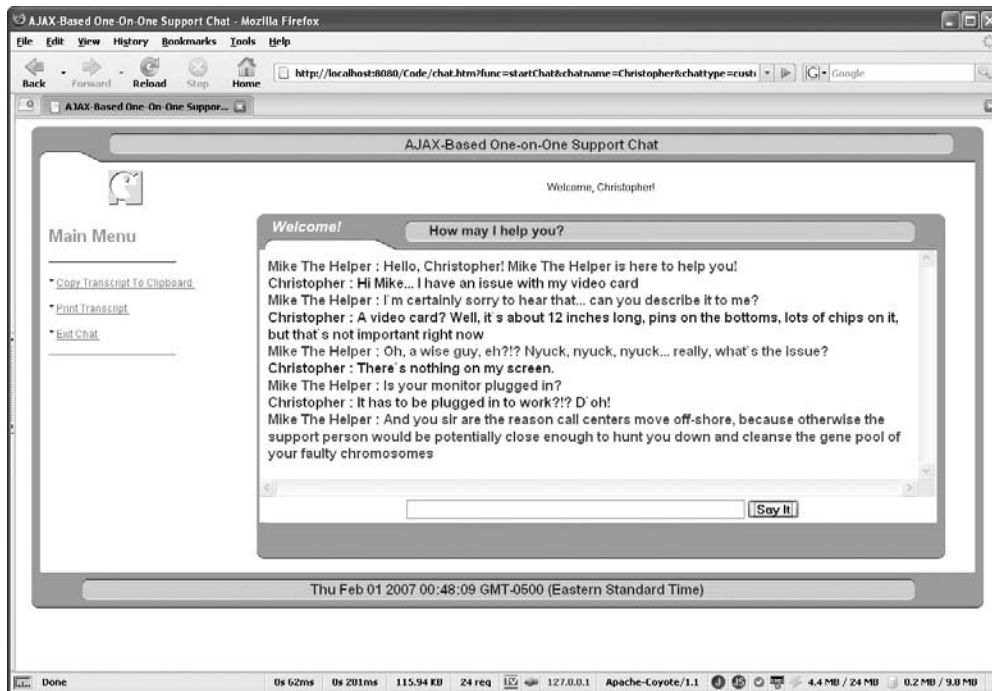 AJAX-Based One-On-One Support Chat - Mozilla Firefox
File Edit View History Bookmarks Tools Help
Back Forward Reload Stop Home
http://localhost:8080/Code/chat.htm?func=startChat&chatname=Christopher&chattype=cust
Google
AJAX-Based One-On-One Suppor...
AJAX-Based One-on-One Support Chat
Welcome, Christopher!
Main Menu
Copy Transcript To Clipboard
Print Transcript
Exit Chat
Welcome!
How may I help you?
Mike The Helper : Hello, Christopher! Mike The Helper is here to help you!
Christopher : Hi Mike... I have an issue with my video card
Mike The Helper : I`m certainly sorry to hear that... can you describe it to me?
Christopher : A video card? Well, it`s about 12 inches long, pins on the bottoms, lots of chips on it,
but that`s not important right now
Mike The Helper : Oh, a wise guy, eh?!? Nyuck, nyuck, nyuck... really, what`s the issue?
Christopher : There`s nothing on my screen.
Mike The Helper : Is your monitor plugged in?
Christopher : It has to be plugged in to work?!? D`oh!
Mike The Helper : And you sir are the reason call centers move off-shore, because otherwise the
support person would be potentially close enough to hunt you down and cleanse the gene pool of
your faulty chromosomes
Say It
Thu Feb 01 2007 00:48:09 GMT-0500 (Eastern Standard Time)
Done 0s 62ms 0s 201ms 115.94 KB 24 req 127.0.0.1 Apache-Coyote/1.1 4.4 MB / 24 MB 0.2 MB / 9.8 MB